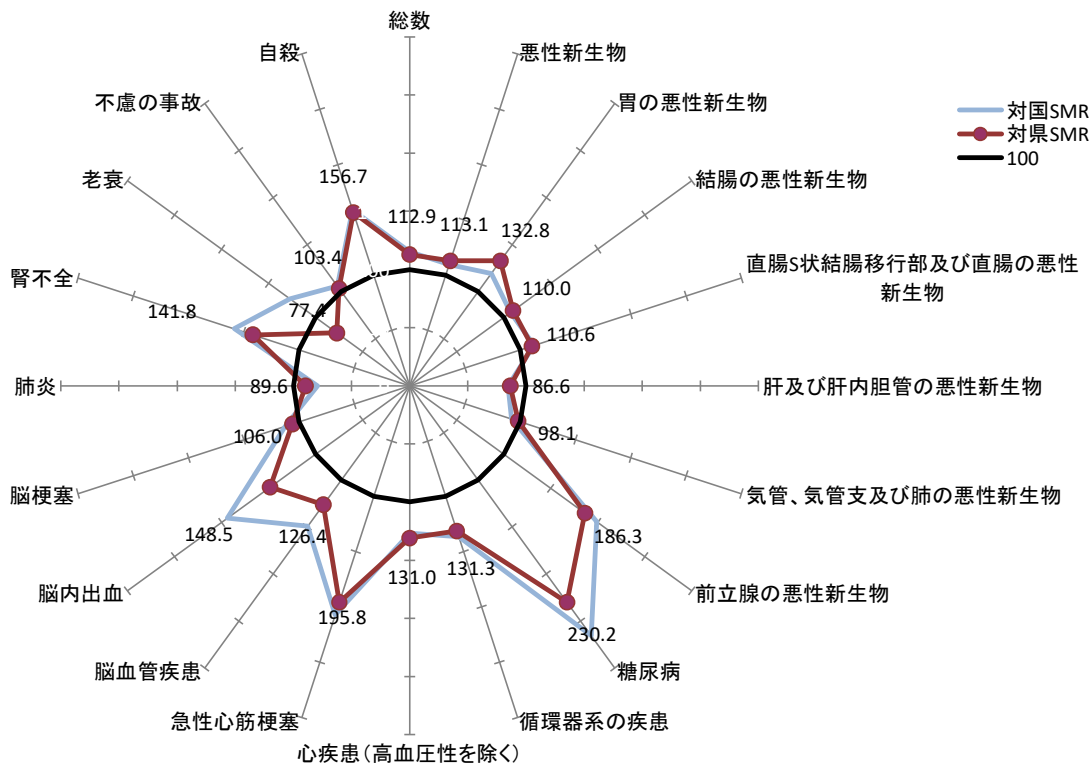 総数
自殺
悪性新生物
不慮の事故
胃の悪性新生物
対国SMR
対県SMR
100
老衰
結腸の悪性新生物
156.7
112.9
113.1
132.8
103.4
110.0
直腸S状結腸移行部及び直腸の悪性
新生物
腎不全
141.8
77.4
110.6
肺炎
89.6
86.6
肝及び肝内胆管の悪性新生物
106.0
98.1
脳梗塞
気管、気管支及び肺の悪性新生物
148.5
126.4
186.3
脳内出血
131.0
131.3
前立腺の悪性新生物
195.8
230.2
脳血管疾患
糖尿病
急性心筋梗塞
循環器系の疾患
心疾患(高血圧性を除く)